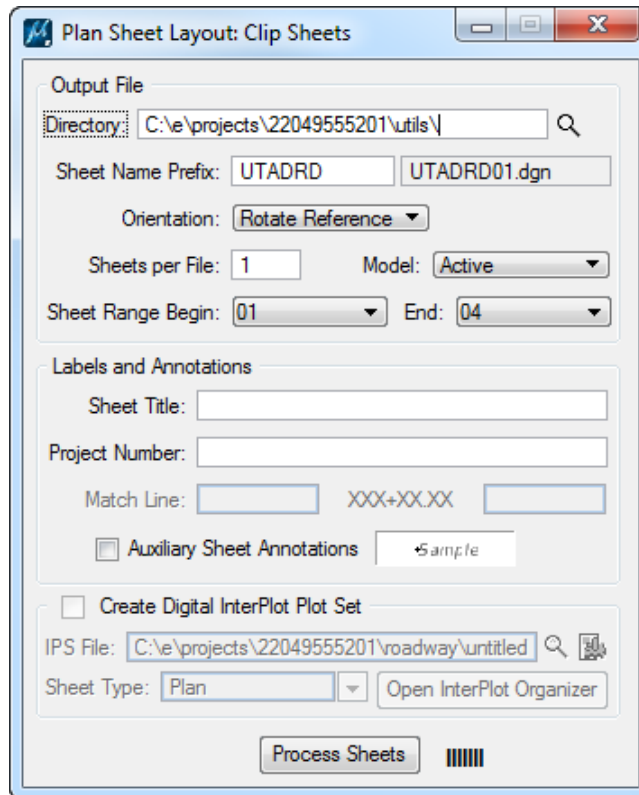 Plan Sheet Layout: Clip Sheets
Output File
Directory: C:\e\projects\22049555201\utils\
Sheet Name Prefix: UTADRD UTADRD01.dgn
Orientation: Rotate Reference
Sheets per File: 1 Model: Active
Sheet Range Begin: 01 End: 04
Labels and Annotations
Sheet Title:
Project Number:
Match Line: XXX+XX.XX
Auxiliary Sheet Annotations +Sample
Create Digital InterPlot Plot Set
IPS File: C:\e\projects\22049555201\roadway\untitled
Sheet Type: Plan Open InterPlot Organizer
Process Sheets